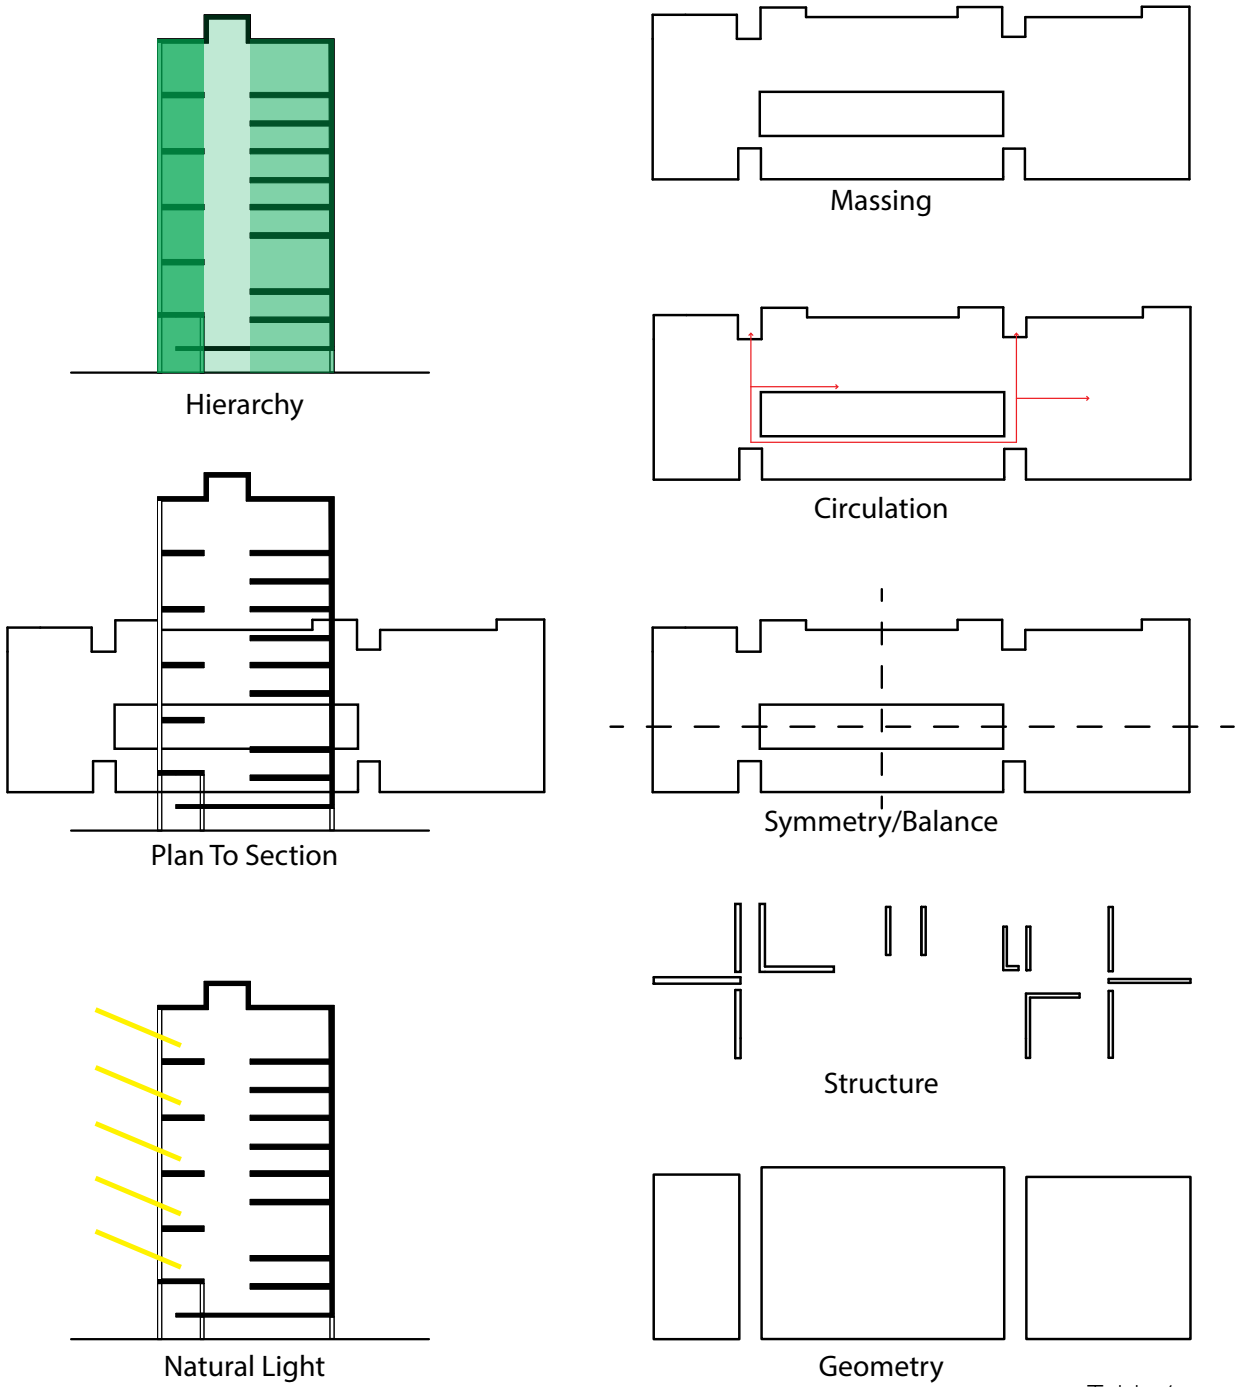 Massing
Hierarchy
Circulation
Symmetry/Balance
Plan To Section
Structure
Natural Light
Geometry